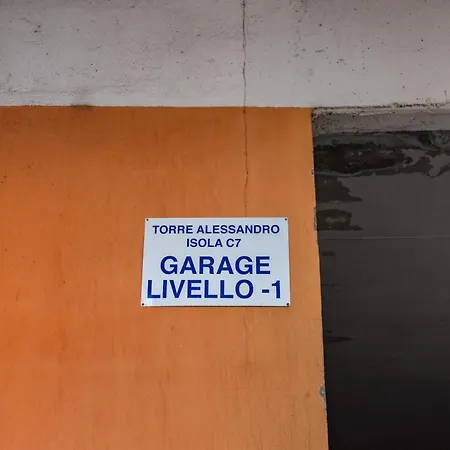 TORRE ALESSANDRO
ISOLA C7
GARAGE
LIVELLO -1